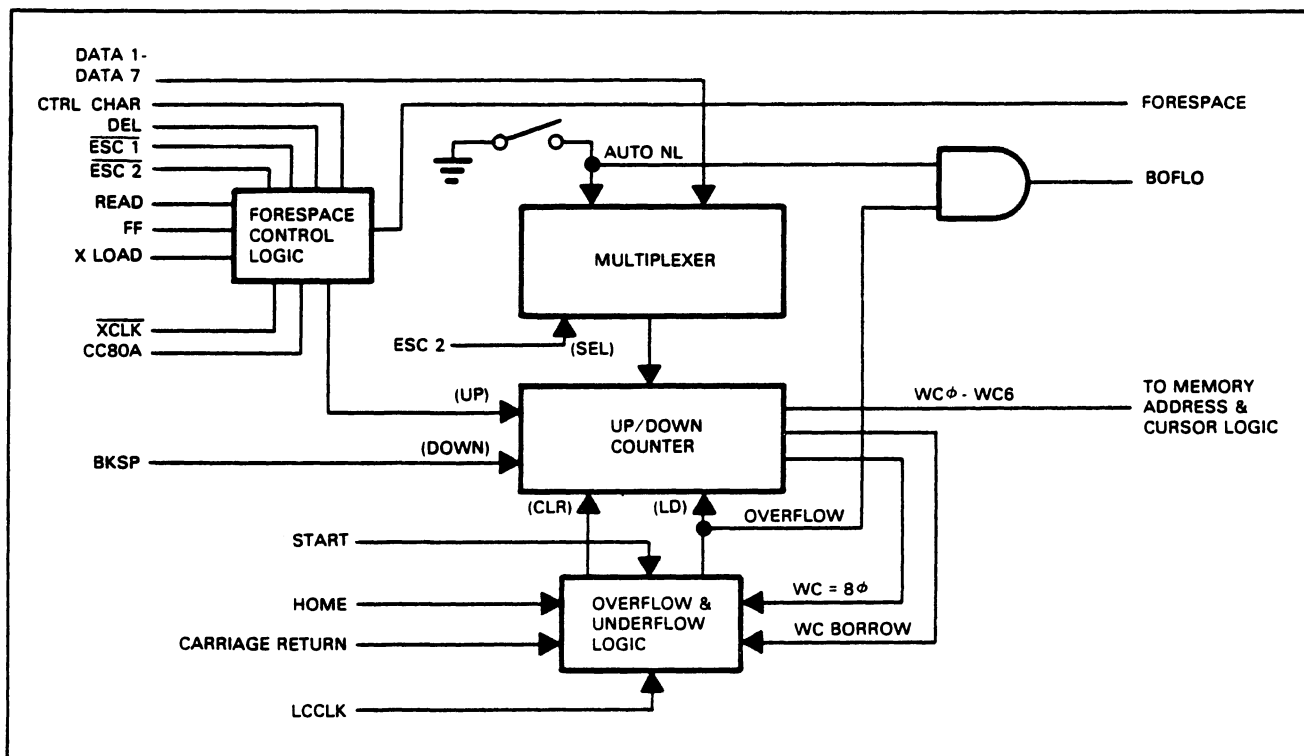 DATA 1-
DATA 7
CTRL CHAR
DEL
ESC 1
ESC 2
READ
FF
X LOAD
XCLK
CC80A
FORESPACE
CONTROL
LOGIC
AUTO NL
FORESPACE
BOFLO
MULTIPLEXER
ESC 2
(SEL)
(UP)
(DOWN)
BKSP
UP/DOWN
COUNTER
WCϕ - WC6
TO MEMORY
ADDRESS &
CURSOR LOGIC
(CLR)
(LD)
OVERFLOW
START
HOME
CARRIAGE RETURN
LCCLK
OVERFLOW &
UNDERFLOW
LOGIC
WC = 8ϕ
WC BORROW